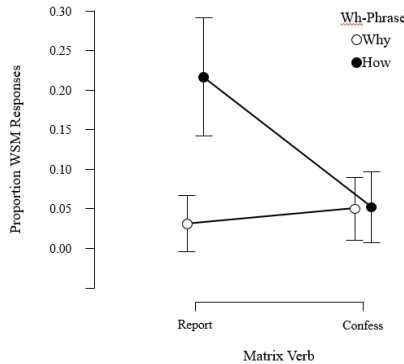 Wh-Phrase
Why
How
0.30
0.25
0.20
0.15
0.10
0.05
0.00
Proportion WSM Responses
Report
Confess
Matrix Verb